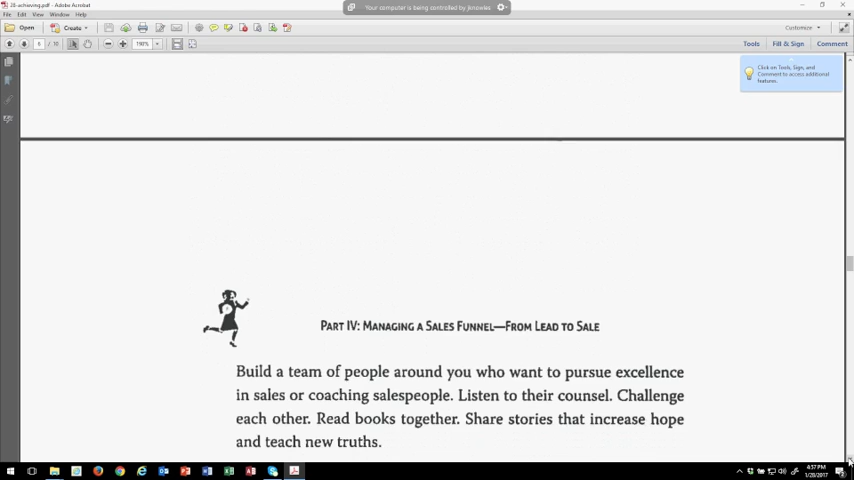 28-achieving.pdf - Adobe Acrobat
Your computer is being controlled by jknowles
File Edit View Window Help
Open Create Customize
6 / 10 190% Tools Fill & Sign Comment
Click on Tools, Sign, and
Comment to access additional
features.
PART IV: MANAGING A SALES FUNNEL—FROM LEAD TO SALE
Build a team of people around you who want to pursue excellence
in sales or coaching salespeople. Listen to their counsel. Challenge
each other. Read books together. Share stories that increase hope
and teach new truths.
4:37 PM
1/20/2017